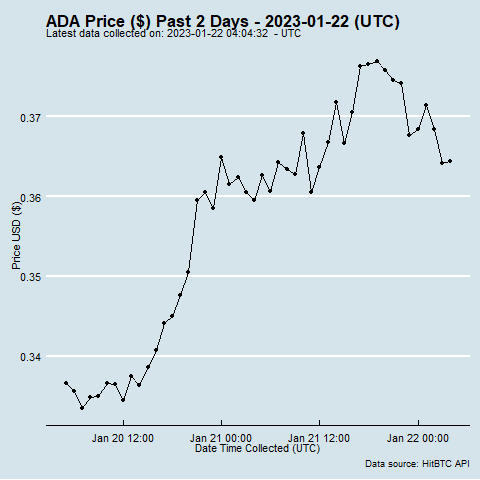 ADA Price ($) Past 2 Days - 2023-01-22 (UTC)
Latest data collected on: 2023-01-22 04:04:32  - UTC
0.37
0.36
0.35
0.34
Price USD ($)
Jan 20 12:00
Jan 21 00:00
Jan 21 12:00
Jan 22 00:00
Date Time Collected (UTC)
Data source: HitBTC API